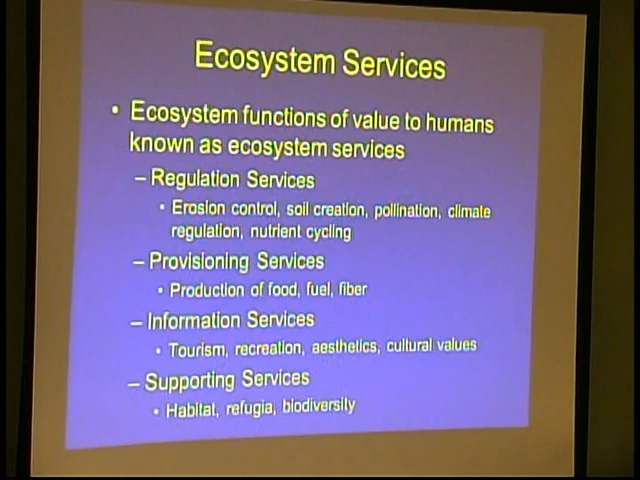 Ecosystem Services
• Ecosystem functions of value to humans
known as ecosystem services
– Regulation Services
• Erosion control, soil creation, pollination, climate
regulation, nutrient cycling
– Provisioning Services
• Production of food, fuel, fiber
– Information Services
• Tourism, recreation, aesthetics, cultural values
– Supporting Services
• Habitat, refugia, biodiversity